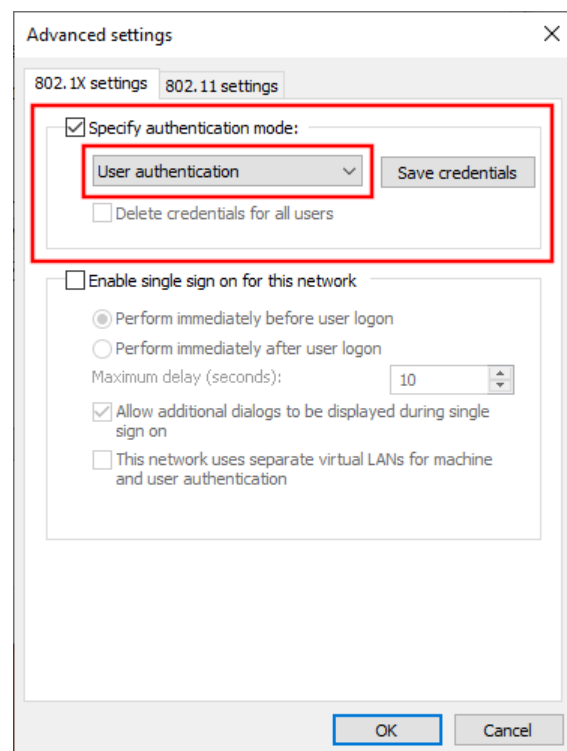 Advanced settings
802.1X settings
802.11 settings
Specify authentication mode:
User authentication
Save credentials
Delete credentials for all users
Enable single sign on for this network
Perform immediately before user logon
Perform immediately after user logon
Maximum delay (seconds):
10
Allow additional dialogs to be displayed during single
sign on
This network uses separate virtual LANs for machine
and user authentication
OK
Cancel